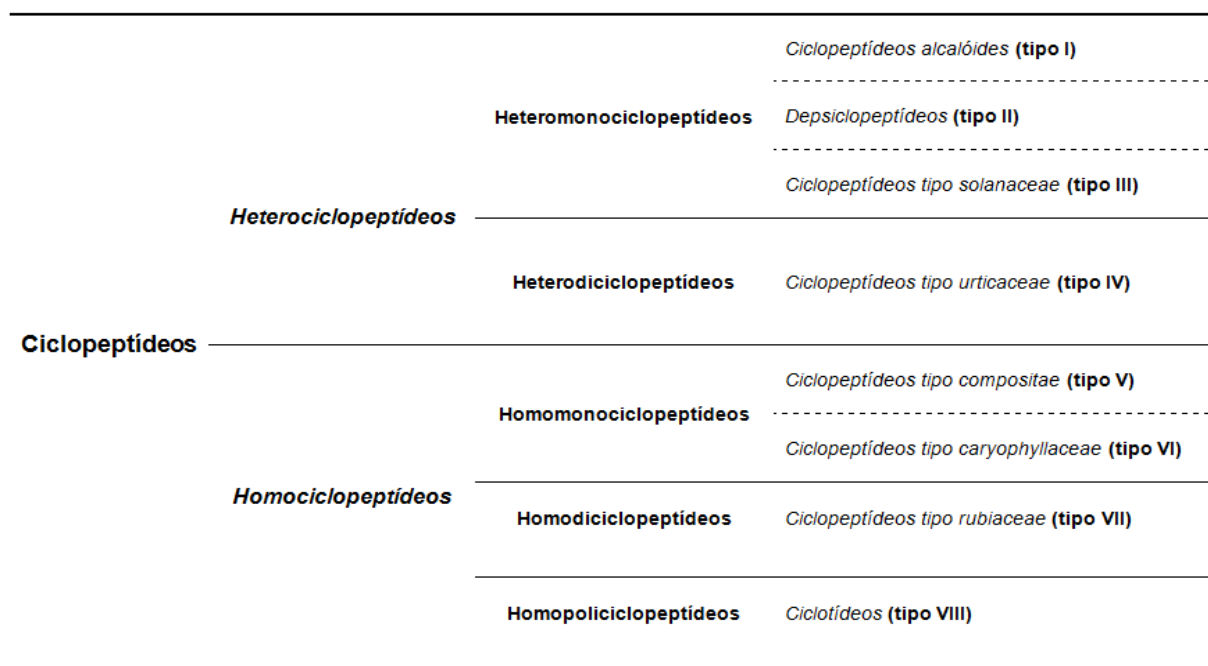 Ciclopeptídeos alcalóides (tipo I)
Heteromonociclopeptídeos
Depsiclopeptídeos (tipo II)
Ciclopeptídeos tipo solanaceae (tipo III)
Heterociclopeptídeos
Heterodiciclopeptídeos
Ciclopeptídeos tipo urticaceae (tipo IV)
Ciclopeptídeos
Ciclopeptídeos tipo compositae (tipo V)
Homomonociclopeptídeos
Ciclopeptídeos tipo caryophyllaceae (tipo VI)
Homociclopeptídeos
Homodiciclopeptídeos
Ciclopeptídeos tipo rubiaceae (tipo VII)
Homopoliciclopeptídeos
Ciclotídeos (tipo VIII)